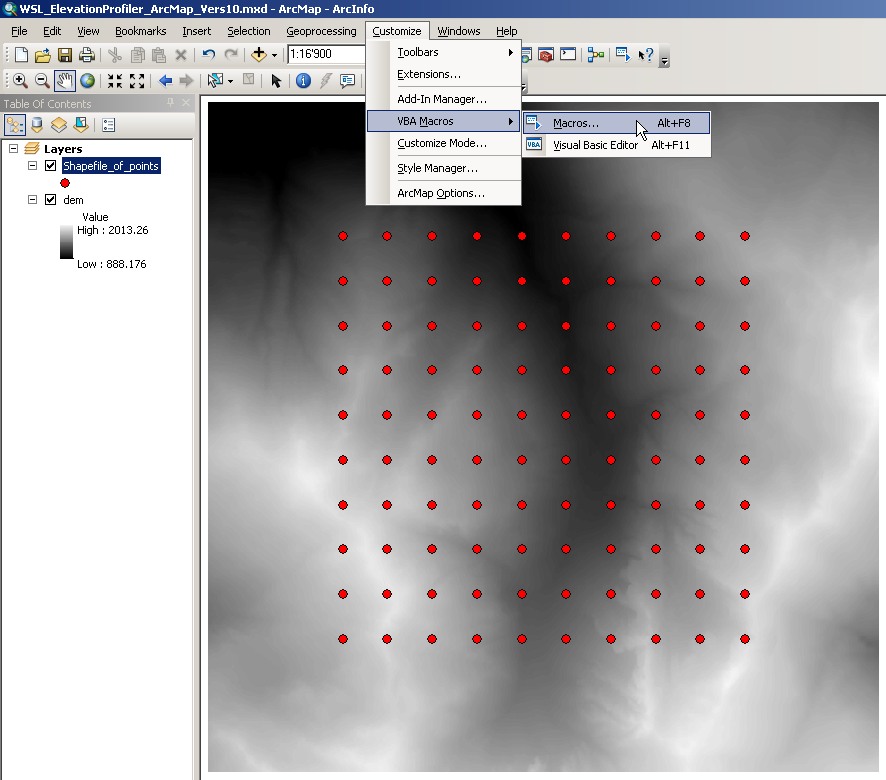 WSL_ElevationProfiler_ArcMap_Vers10.mxd - ArcMap - ArcInfo
File Edit View Bookmarks Insert Selection Geoprocessing Customize Windows Help
1:16'900
Toolbars
Extensions...
Add-In Manager...
VBA Macros
Customize Mode...
Style Manager...
ArcMap Options...
Macros... Alt+F8
VBA Visual Basic Editor Alt+F11
Table Of Contents
Layers
Shapefile_of_points
dem
Value
High : 2013.26
Low : 888.176